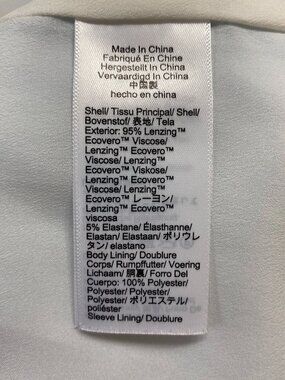 Made In China
Fabriqué En Chine
Hergestellt In China
Vervaardigd In China
中国製
hecho en china
Shell/ Tissu Principal/ Shell/
Bovenstof/ 表地/ Tela
Exterior: 95% Lenzing™
Ecovero™ Viscose/
Lenzing™ Ecovero™
Viscose/ Lenzing™
Ecovero™ Viskose/
Lenzing™ Ecovero™
Viscose/ Lenzing™
Ecovero™ レーヨン/
Lenzing™ Ecovero™
viscosa
5% Elastane/ Élasthanne/
Elastan/ Elastaan/ ポリウレ
タン/ elastano
Body Lining/ Doublure
Corps/ Rumpffutter/ Voering
Lichaam/ 胴裏/ Forro Del
Cuerpo: 100% Polyester/
Polyester/ Polyester/
Polyester/ ポリエステル/
poliéster
Sleeve Lining/ Doublure